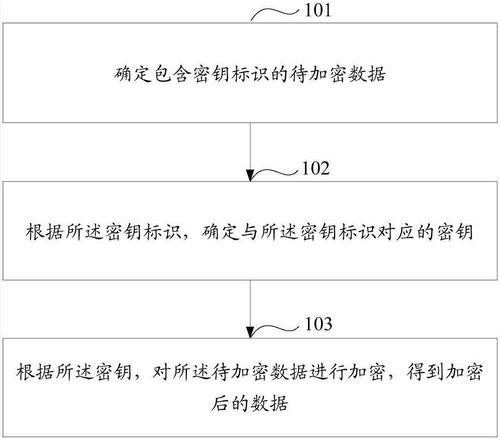 101
确定包含密钥标识的待加密数据
102
根据所述密钥标识，确定与所述密钥标识对应的密钥
103
根据所述密钥，对所述待加密数据进行加密，得到加密
后的数据